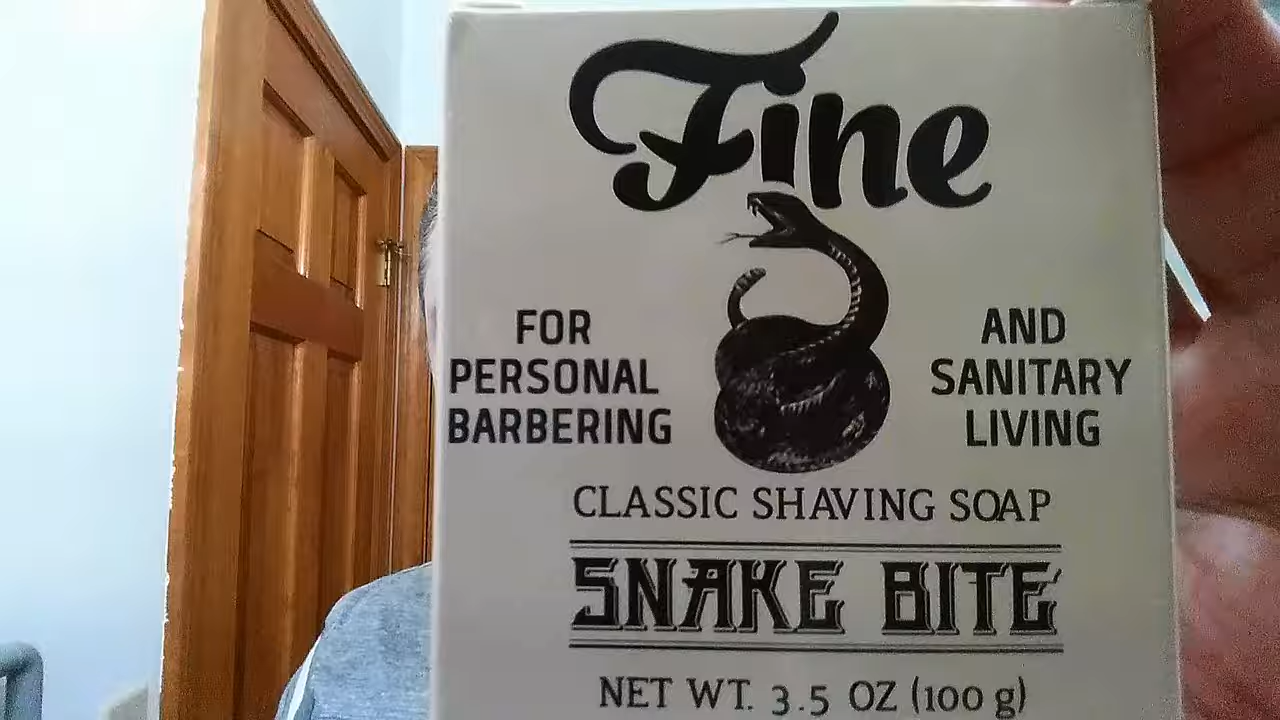 Fine
FOR
PERSONAL
BARBERING
AND
SANITARY
LIVING
CLASSIC SHAVING SOAP
SNAKE BITE
NET WT. 3.5 OZ (100 g)